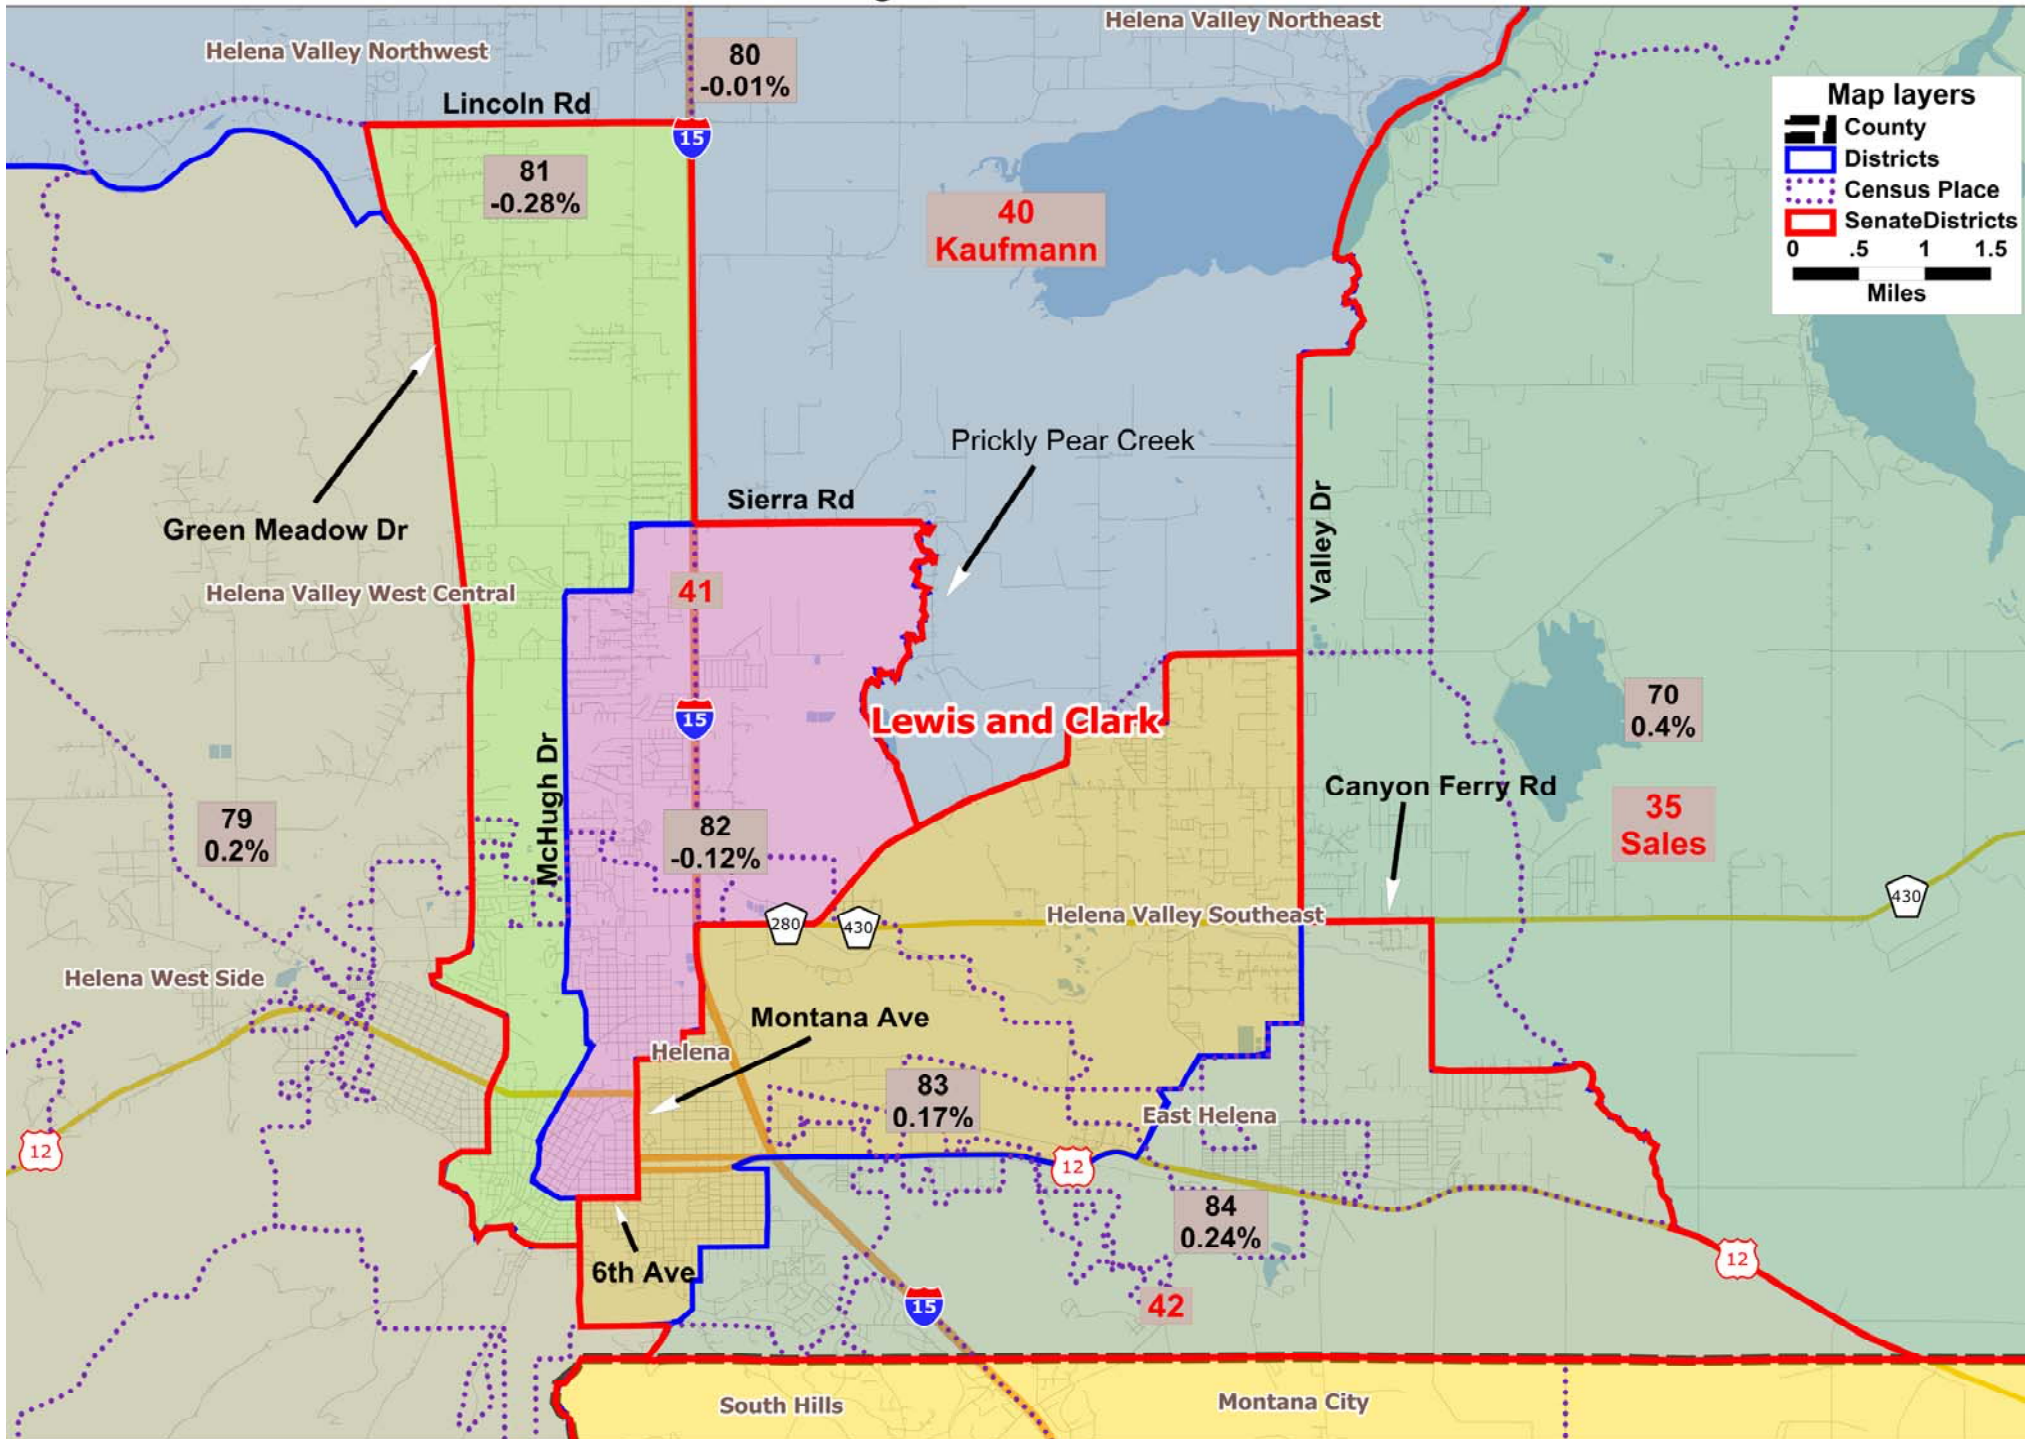 Helena Valley Northeast
Helena Valley Northwest
80
-0.01%
Map layers
County
Districts
Census Place
SenateDistricts
0 .5 1 1.5
Miles
Lincoln Rd
15
81
-0.28%
40
Kaufmann
Prickly Pear Creek
Sierra Rd
Valley Dr
Green Meadow Dr
Helena Valley West Central
41
15
Lewis and Clark
70
0.4%
McHugh Dr
Canyon Ferry Rd
79
0.2%
82
-0.12%
35
Sales
430
280
430
Helena Valley Southeast
Helena West Side
Montana Ave
Helena
83
0.17%
East Helena
12
12
84
0.24%
6th Ave
15
42
12
South Hills
Montana City